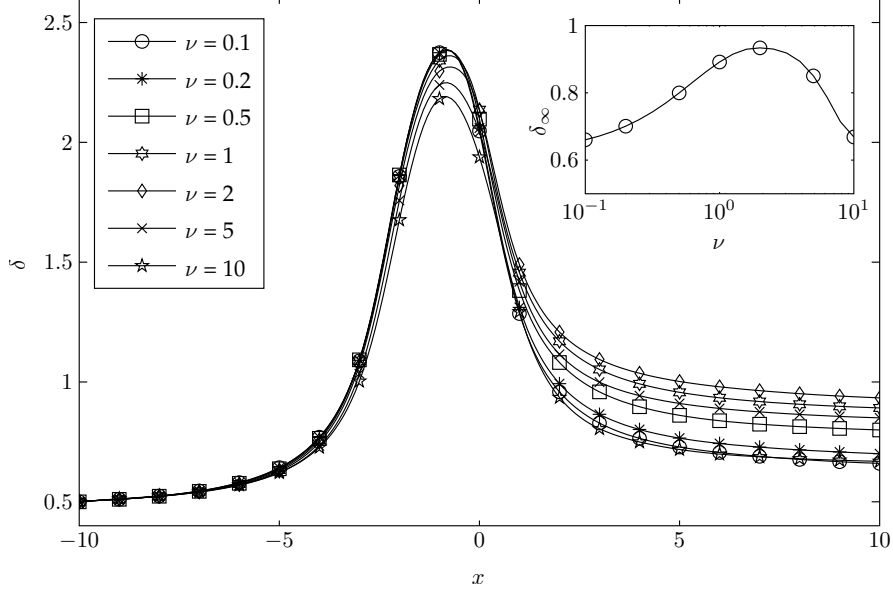 2.5
2
1.5
1
0.5
δ
−10
−5
0
5
10
x
ν = 0.1
ν = 0.2
ν = 0.5
ν = 1
ν = 2
ν = 5
ν = 10
1
0.8
0.6
δ∞
10⁻¹
10⁰
10¹
ν